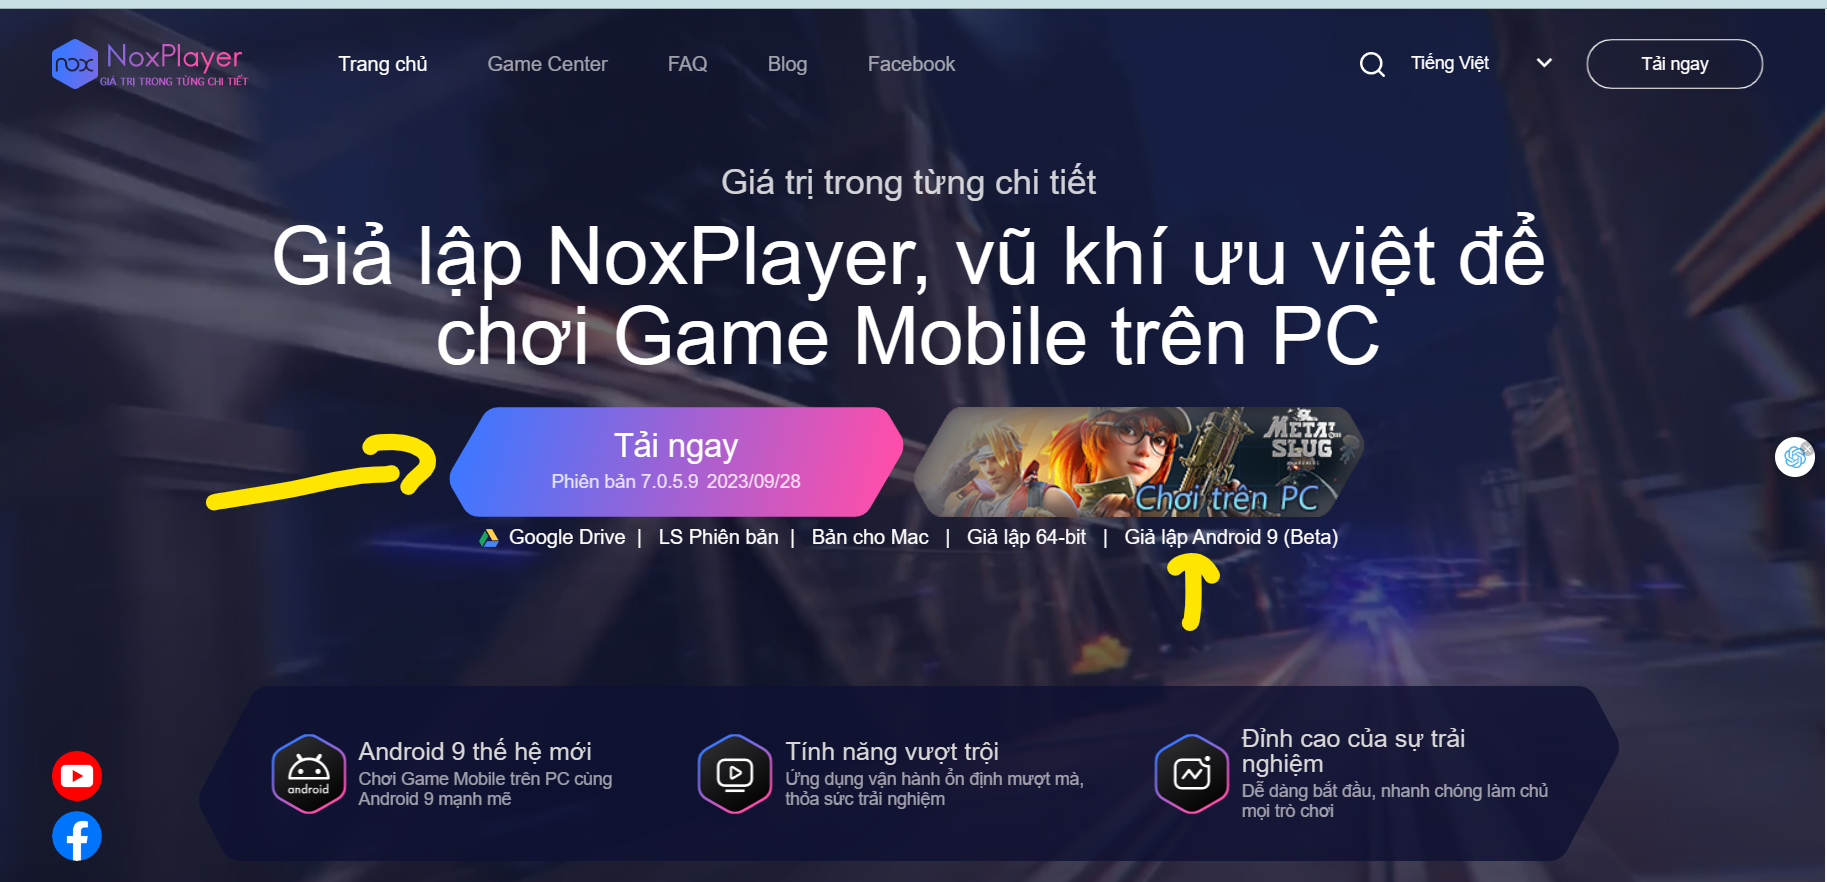 nox NoxPlayer
GIÁ TRỊ TRONG TỪNG CHI TIẾT
Trang chủ
Game Center
FAQ
Blog
Facebook
Tiếng Việt
Tải ngay
Giá trị trong từng chi tiết
Giả lập NoxPlayer, vũ khí ưu việt để
chơi Game Mobile trên PC
Tải ngay
Phiên bản 7.0.5.9 2023/09/28
METAL
SLUG
Chơi trên PC
Google Drive | LS Phiên bản | Bản cho Mac | Giả lập 64-bit | Giả lập Android 9 (Beta)
android
Android 9 thế hệ mới
Chơi Game Mobile trên PC cùng
Android 9 mạnh mẽ
Tính năng vượt trội
Ứng dụng vận hành ổn định mượt mà,
thỏa sức trải nghiệm
Đỉnh cao của sự trải
nghiệm
Dễ dàng bắt đầu, nhanh chóng làm chủ
mọi trò chơi